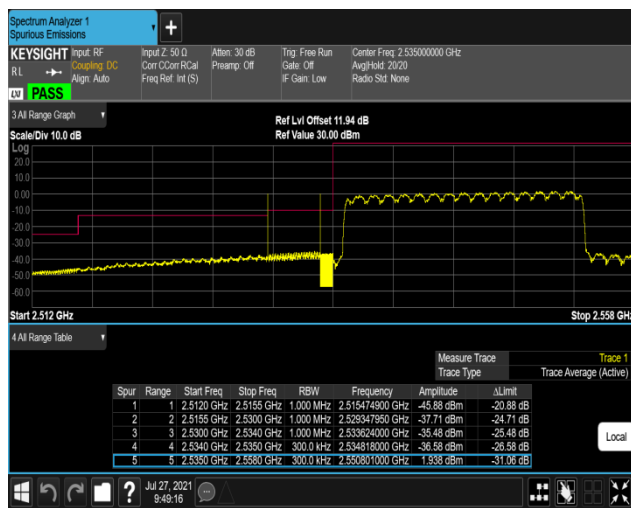 Spectrum Analyzer 1
Spurious Emissions
KEYSIGHT Input: RF Input Z: 50 Ω Atten: 30 dB Trig: Free Run Center Freq: 2.535000000 GHz
RL Coupling: DC Corr CCorr RCal Preamp: Off Gate: Off Avg|Hold: 20/20
Align: Auto Freq Ref: Int (S) IF Gain: Low Radio Std: None
LXI PASS
3 All Range Graph
Ref Lvl Offset 11.94 dB
Scale/Div 10.0 dB Ref Value 30.00 dBm
Log
20.0
10.0
0.00
-10.0
-20.0
-30.0
-40.0
-50.0
-60.0
Start 2.512 GHz Stop 2.558 GHz
4 All Range Table
Measure Trace Trace 1
Trace Type Trace Average (Active)
Spur Range Start Freq Stop Freq RBW Frequency Amplitude ΔLimit
1 1 2.5120 GHz 2.5155 GHz 1.000 MHz 2.515474900 GHz -45.88 dBm -20.88 dB
2 2 2.5155 GHz 2.5300 GHz 1.000 MHz 2.529347950 GHz -37.71 dBm -24.71 dB
3 3 2.5300 GHz 2.5340 GHz 1.000 MHz 2.533624000 GHz -35.48 dBm -25.48 dB
4 4 2.5340 GHz 2.5350 GHz 300.0 kHz 2.534818000 GHz -36.58 dBm -26.58 dB
5 5 2.5350 GHz 2.5580 GHz 300.0 kHz 2.550801000 GHz 1.938 dBm -31.06 dB
Local
Jul 27, 2021
9:49:16